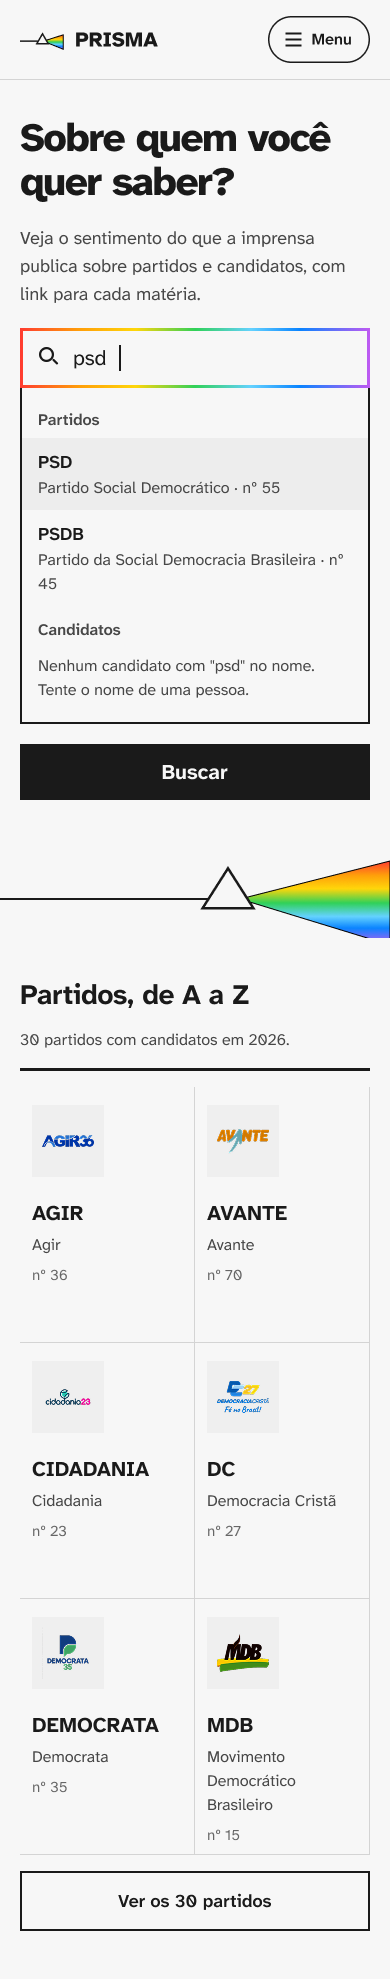 PRISMA
Menu
Sobre quem você
quer saber?
Veja o sentimento do que a imprensa
publica sobre partidos e candidatos, com
link para cada matéria.
psd
Partidos
PSD
Partido Social Democrático · nº 55
PSDB
Partido da Social Democracia Brasileira · nº
45
Candidatos
Nenhum candidato com "psd" no nome.
Tente o nome de uma pessoa.
Buscar
Partidos, de A a Z
30 partidos com candidatos em 2026.
AGIR36
AVANTE
AGIR
AVANTE
Agir
Avante
nº 36
nº 70
cidadania23
27
DEMOCRACIA CRISTÃ
Fé no Brasil!
CIDADANIA
DC
Cidadania
Democracia Cristã
nº 23
nº 27
DEMOCRATA
35
MDB
DEMOCRATA
MDB
Democrata
Movimento
Democrático
Brasileiro
nº 35
nº 15
Ver os 30 partidos